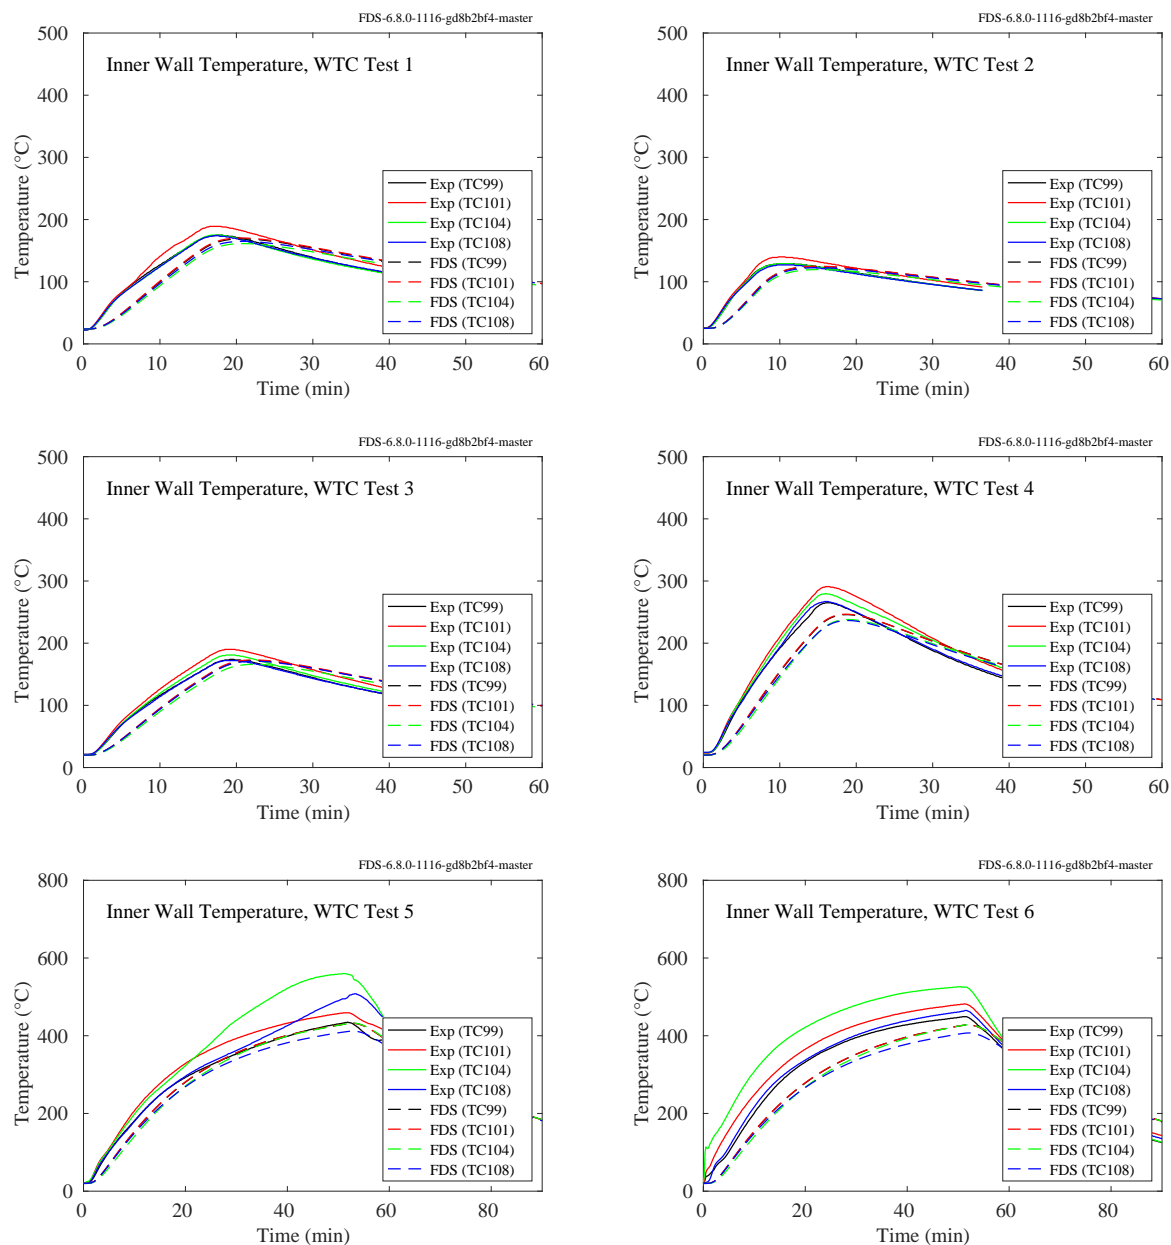 FDS-6.8.0-1116-gd8b2bf4-master
Inner Wall Temperature, WTC Test 1
Temperature (°C)
500
400
300
200
100
0
Exp (TC99)
Exp (TC101)
Exp (TC104)
Exp (TC108)
FDS (TC99)
FDS (TC101)
FDS (TC104)
FDS (TC108)
0 10 20 30 40 50 60
Time (min)
FDS-6.8.0-1116-gd8b2bf4-master
Inner Wall Temperature, WTC Test 2
Temperature (°C)
500
400
300
200
100
0
Exp (TC99)
Exp (TC101)
Exp (TC104)
Exp (TC108)
FDS (TC99)
FDS (TC101)
FDS (TC104)
FDS (TC108)
0 10 20 30 40 50 60
Time (min)
FDS-6.8.0-1116-gd8b2bf4-master
Inner Wall Temperature, WTC Test 3
Temperature (°C)
500
400
300
200
100
0
Exp (TC99)
Exp (TC101)
Exp (TC104)
Exp (TC108)
FDS (TC99)
FDS (TC101)
FDS (TC104)
FDS (TC108)
0 10 20 30 40 50 60
Time (min)
FDS-6.8.0-1116-gd8b2bf4-master
Inner Wall Temperature, WTC Test 4
Temperature (°C)
500
400
300
200
100
0
Exp (TC99)
Exp (TC101)
Exp (TC104)
Exp (TC108)
FDS (TC99)
FDS (TC101)
FDS (TC104)
FDS (TC108)
0 10 20 30 40 50 60
Time (min)
FDS-6.8.0-1116-gd8b2bf4-master
Inner Wall Temperature, WTC Test 5
Temperature (°C)
800
600
400
200
0
Exp (TC99)
Exp (TC101)
Exp (TC104)
Exp (TC108)
FDS (TC99)
FDS (TC101)
FDS (TC104)
FDS (TC108)
0 20 40 60 80
Time (min)
FDS-6.8.0-1116-gd8b2bf4-master
Inner Wall Temperature, WTC Test 6
Temperature (°C)
800
600
400
200
0
Exp (TC99)
Exp (TC101)
Exp (TC104)
Exp (TC108)
FDS (TC99)
FDS (TC101)
FDS (TC104)
FDS (TC108)
0 20 40 60 80
Time (min)